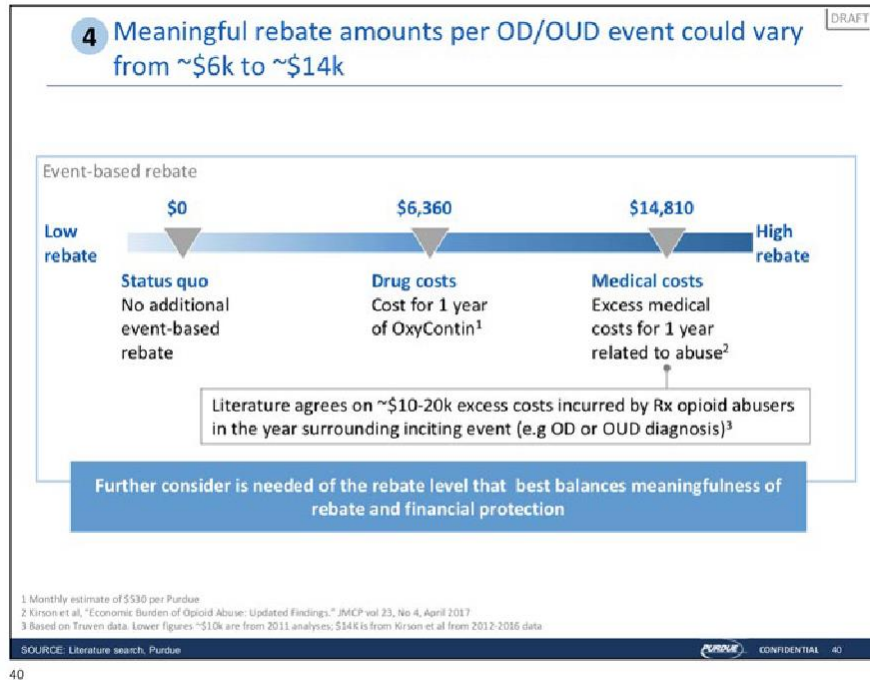 DRAFT
4 Meaningful rebate amounts per OD/OUD event could vary
from ~$6k to ~$14k
Event-based rebate
$0
$6,360
$14,810
Low
rebate
High
rebate
Status quo
No additional
event-based
rebate
Drug costs
Cost for 1 year
of OxyContin1
Medical costs
Excess medical
costs for 1 year
related to abuse2
Literature agrees on ~$10-20k excess costs incurred by Rx opioid abusers
in the year surrounding inciting event (e.g OD or OUD diagnosis)3
Further consider is needed of the rebate level that best balances meaningfulness of
rebate and financial protection
1 Monthly estimate of $530 per Purdue
2 Kirson et al, "Economic Burden of Opioid Abuse: Updated Findings." JMCP vol 23, No 4, April 2017
3 Based on Truven data. Lower figures ~$10k are from 2011 analyses; $14K is from Kirson et al from 2012-2016 data
SOURCE: Literature search, Purdue
PURDUE CONFIDENTIAL 40
40